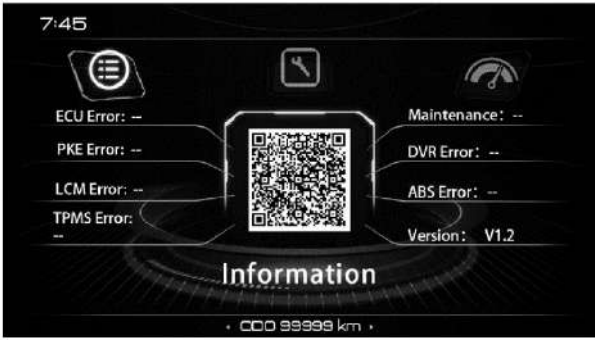 7:45
ECU Error: --
Maintenance: --
PKE Error: --
DVR Error: --
LCM Error: --
ABS Error: --
TPMS Error:
--
Version: V1.2
Information
ODO 99999 km